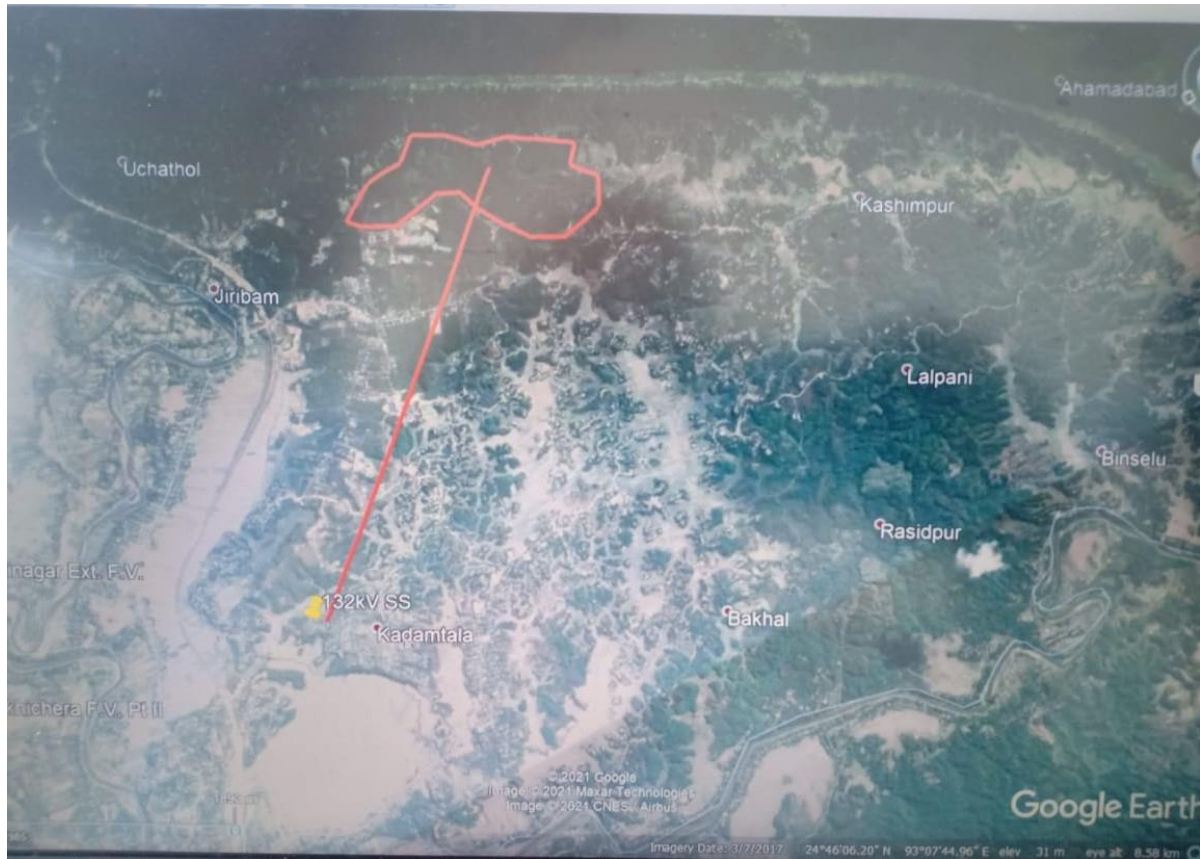 Ahamadabad
Uchathol
Kashimpur
Jiribam
Lalpani
Binselu
Rasidpur
inagar Ext. F.V.
132kV SS
Bakhal
Kadamtala
khichera F.V. Pt II
© 2021 Google
Image © 2021 Maxar Technologies
Image © 2021 CNES / Airbus
Google Earth
Imagery Date: 3/7/2017 24°46'06.20" N 93°07'44.96" E elev 31 m eye alt 8.58 km